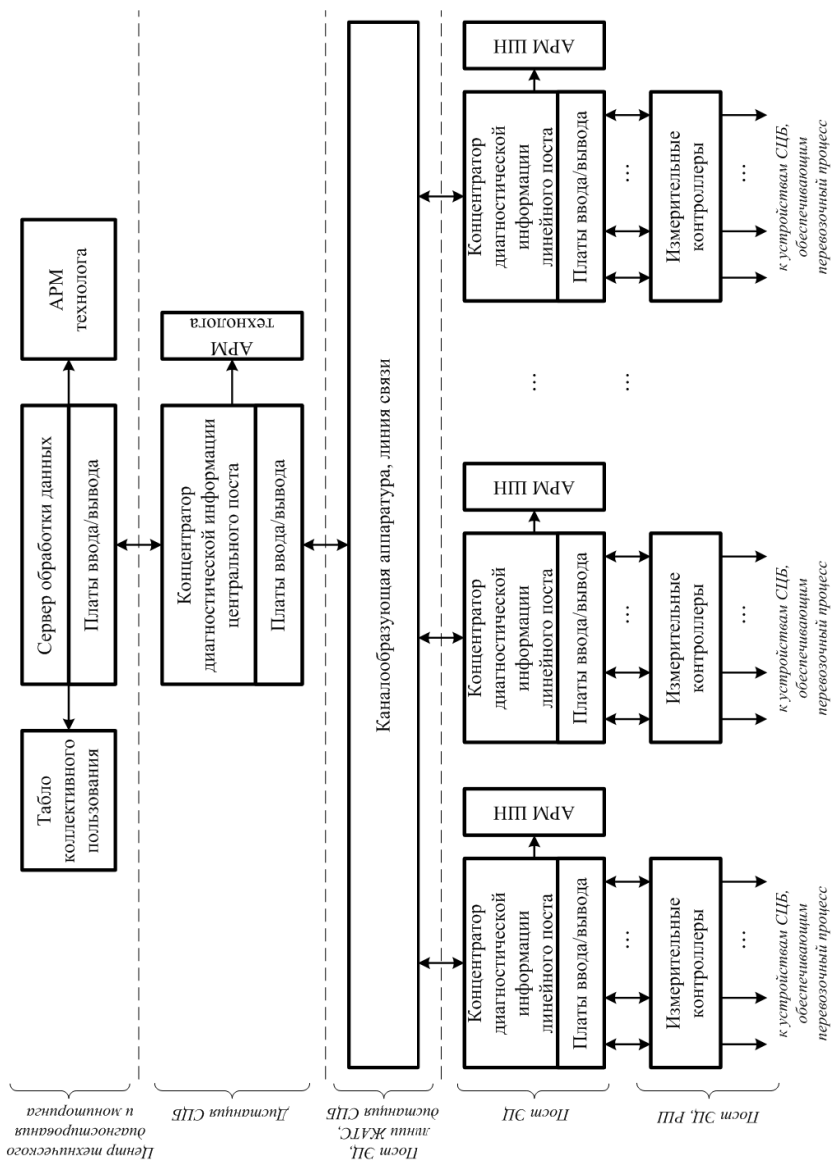 Центр технического
диагностирования
и мониторинга
Табло
коллективного
пользования
Сервер обработки данных
Платы ввода/вывода
АРМ
технолога
Дистанция СЦБ
Концентратор
диагностической информации
центрального поста
Платы ввода/вывода
АРМ
технолога
Пост ЭЦ,
линии ЖАТС,
дистанция СЦБ
Каналообразующая аппаратура, линия связи
Пост ЭЦ
Концентратор
диагностической
информации
линейного поста
Платы ввода/вывода
АРМ ШН
Концентратор
диагностической
информации
линейного поста
Платы ввода/вывода
АРМ ШН
...
Концентратор
диагностической
информации
линейного поста
Платы ввода/вывода
АРМ ШН
...
...
...
...
Пост ЭЦ, РШ
Измерительные
контроллеры
Измерительные
контроллеры
Измерительные
контроллеры
...
...
...
к устройствам СЦБ,
обеспечивающим
перевозочный процесс
к устройствам СЦБ,
обеспечивающим
перевозочный процесс
к устройствам СЦБ,
обеспечивающим
перевозочный процесс